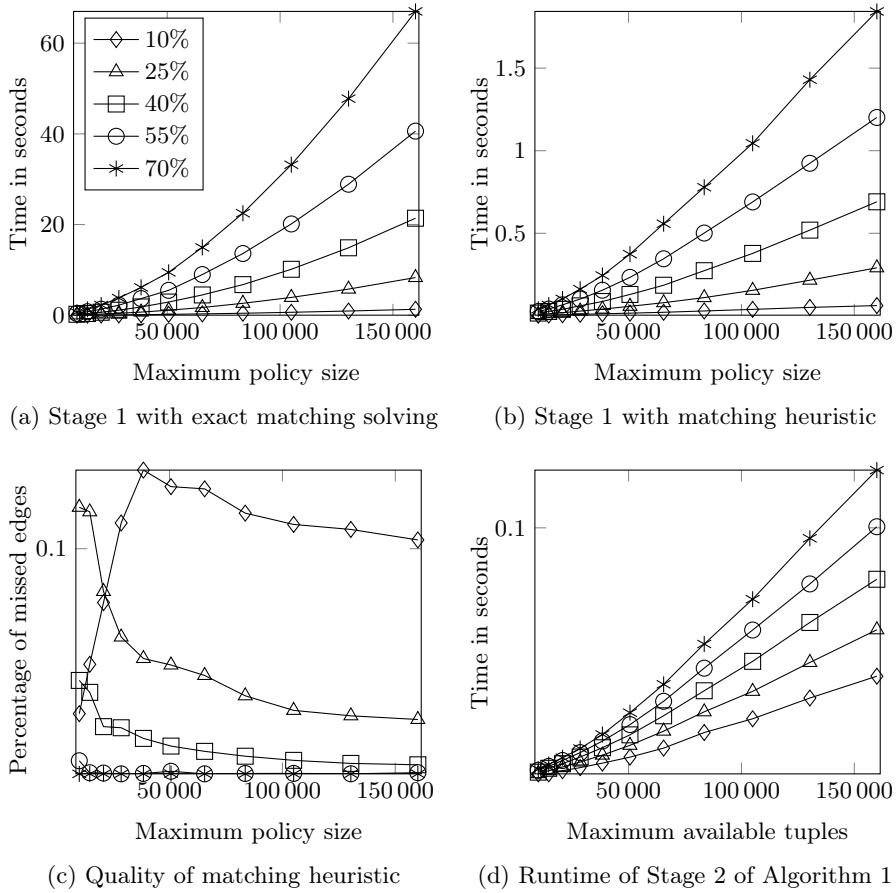 60
40
20
0
50 000
100 000
150 000
Time in seconds
Maximum policy size
10%
25%
40%
55%
70%
(a) Stage 1 with exact matching solving
1.5
1
0.5
50 000
100 000
150 000
Time in seconds
Maximum policy size
(b) Stage 1 with matching heuristic
0.1
50 000
100 000
150 000
Percentage of missed edges
Maximum policy size
(c) Quality of matching heuristic
0.1
50 000
100 000
150 000
Time in seconds
Maximum available tuples
(d) Runtime of Stage 2 of Algorithm 1